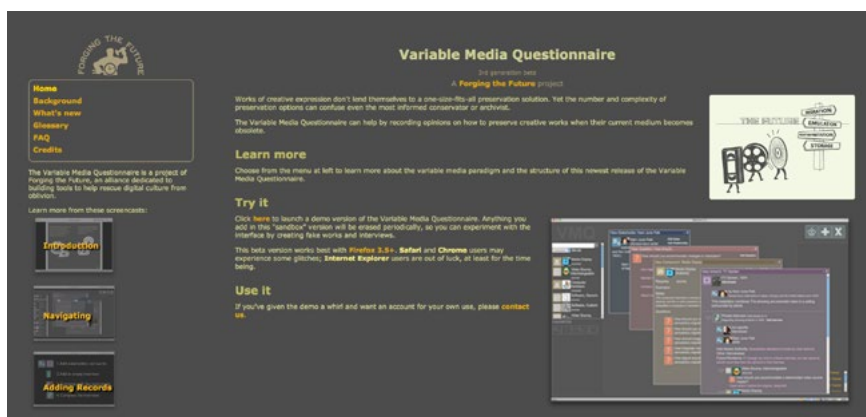 FORGING THE FUTURE
Home
Background
What's new
Glossary
FAQ
Credits
The Variable Media Questionnaire is a project of
Forging the Future, an alliance dedicated to
building tools to help rescue digital culture from
oblivion.
Learn more from these screencasts:
Introduction
Navigating
Adding Records
Variable Media Questionnaire
3rd generation beta
A Forging the Future project
Works of creative expression don't lend themselves to a one-size-fits-all preservation solution. Yet the number and complexity of
preservation options can confuse even the most informed conservator or archivist.
The Variable Media Questionnaire can help by recording opinions on how to preserve creative works when their current medium becomes
obsolete.
Learn more
Choose from the menu at left to learn more about the variable media paradigm and the structure of this newest release of the Variable
Media Questionnaire.
Try it
Click here to launch a demo version of the Variable Media Questionnaire. Anything you
add in this "sandbox" version will be erased periodically, so you can experiment with the
interface by creating fake works and interviews.
This beta version works best with Firefox 3.5+. Safari and Chrome users may
experience some glitches; Internet Explorer users are out of luck, at least for the time
being.
Use it
If you've given the demo a whirl and want an account for your own use, please contact
us.
THE FUTURE
MIGRATION
EMULATION
REINTERPRETATION
STORAGE
VMQ